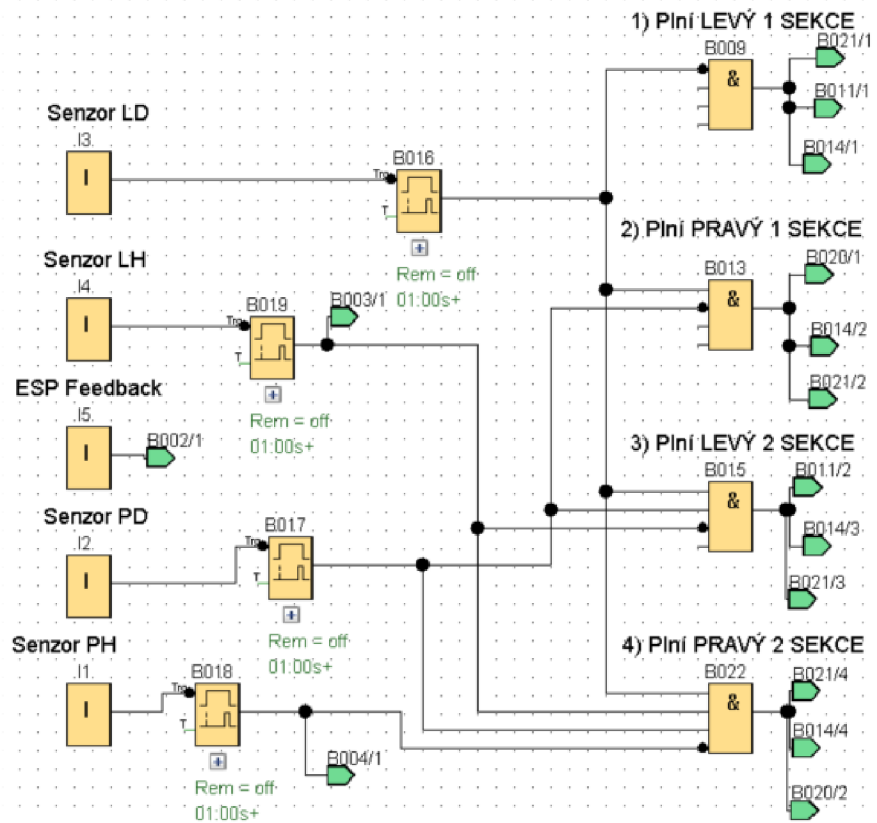 1) Plní LEVÝ 1 SEKCE
B009
&
B021/1
B011/1
B014/1
Senzor LD
I3
I
B016
Trg
T
Rem = off
01:00s+
2) Plní PRAVÝ 1 SEKCE
B013
&
B020/1
B014/2
B021/2
Senzor LH
I4
I
B019
Trg
T
Rem = off
01:00s+
B003/1
ESP Feedback
I5
I
B002/1
3) Plní LEVÝ 2 SEKCE
B015
&
B011/2
B014/3
B021/3
Senzor PD
I2
I
B017
Trg
T
Rem = off
01:00s+
Senzor PH
I1
I
B018
Trg
T
Rem = off
01:00s+
B004/1
4) Plní PRAVÝ 2 SEKCE
B022
&
B021/4
B014/4
B020/2